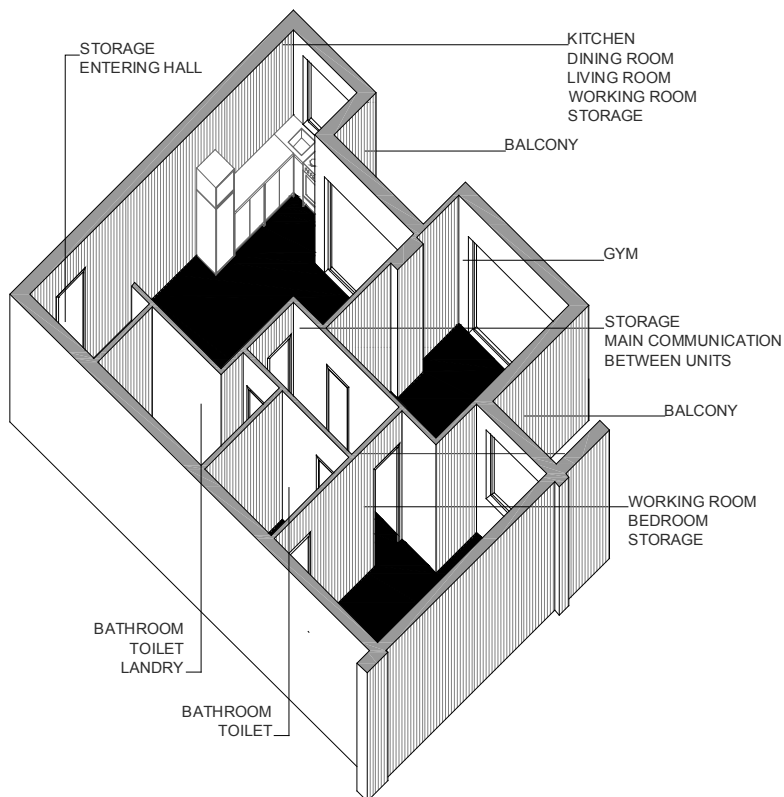 STORAGE
ENTERING HALL
KITCHEN
DINING ROOM
LIVING ROOM
WORKING ROOM
STORAGE
BALCONY
GYM
STORAGE
MAIN COMMUNICATION
BETWEEN UNITS
BALCONY
WORKING ROOM
BEDROOM
STORAGE
BATHROOM
TOILET
LANDRY
BATHROOM
TOILET